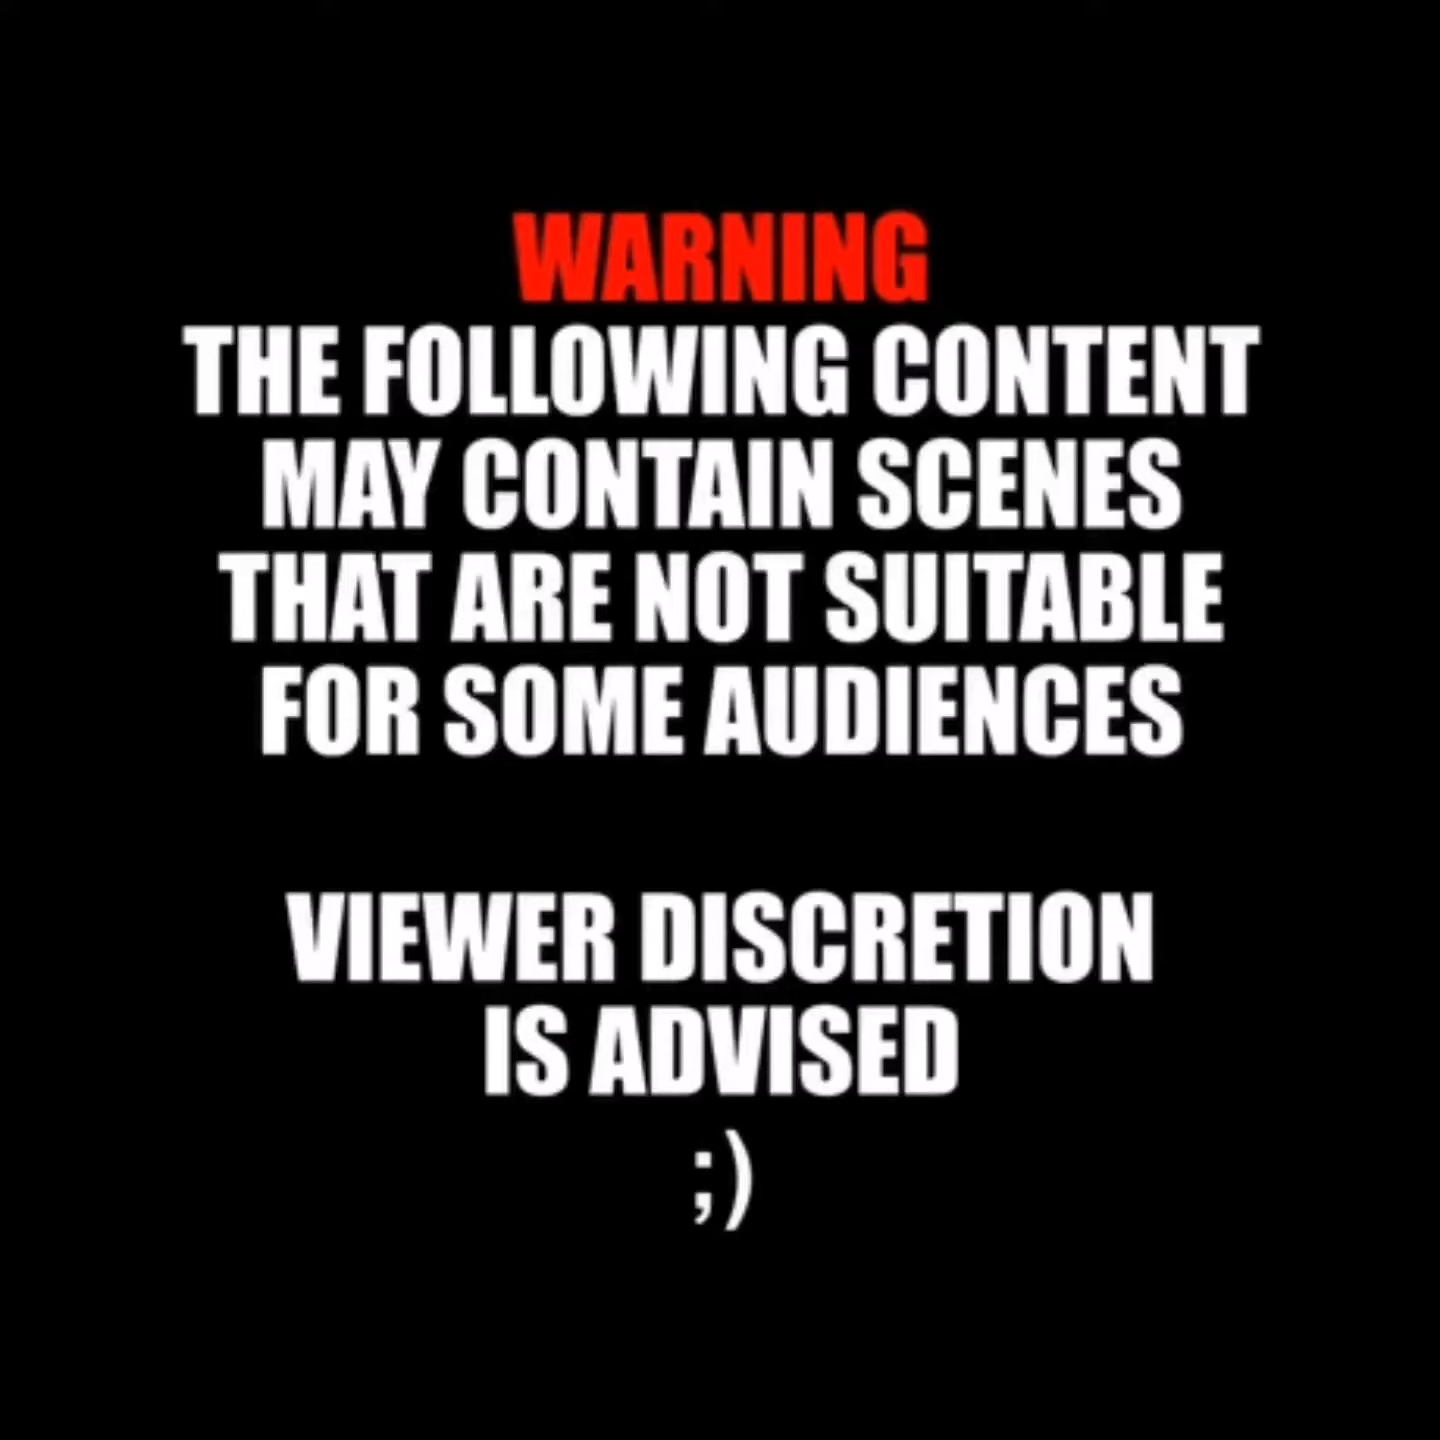 WARNING
THE FOLLOWING CONTENT
MAY CONTAIN SCENES
THAT ARE NOT SUITABLE
FOR SOME AUDIENCES
VIEWER DISCRETION
IS ADVISED
;)